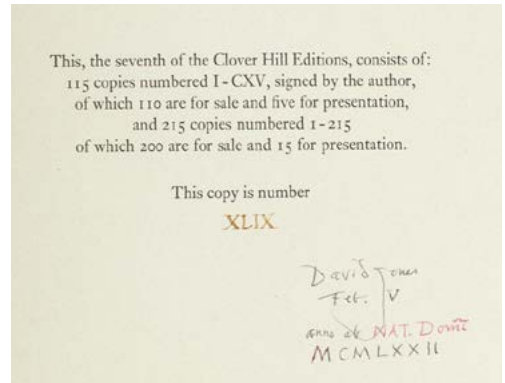 This, the seventh of the Clover Hill Editions, consists of:
115 copies numbered I - CXV, signed by the author,
of which 110 are for sale and five for presentation,
and 215 copies numbered 1 - 215
of which 200 are for sale and 15 for presentation.
This copy is number
XLIX
David Jones
Feb. V
anno ab NAT. Domi
MCMLXXII